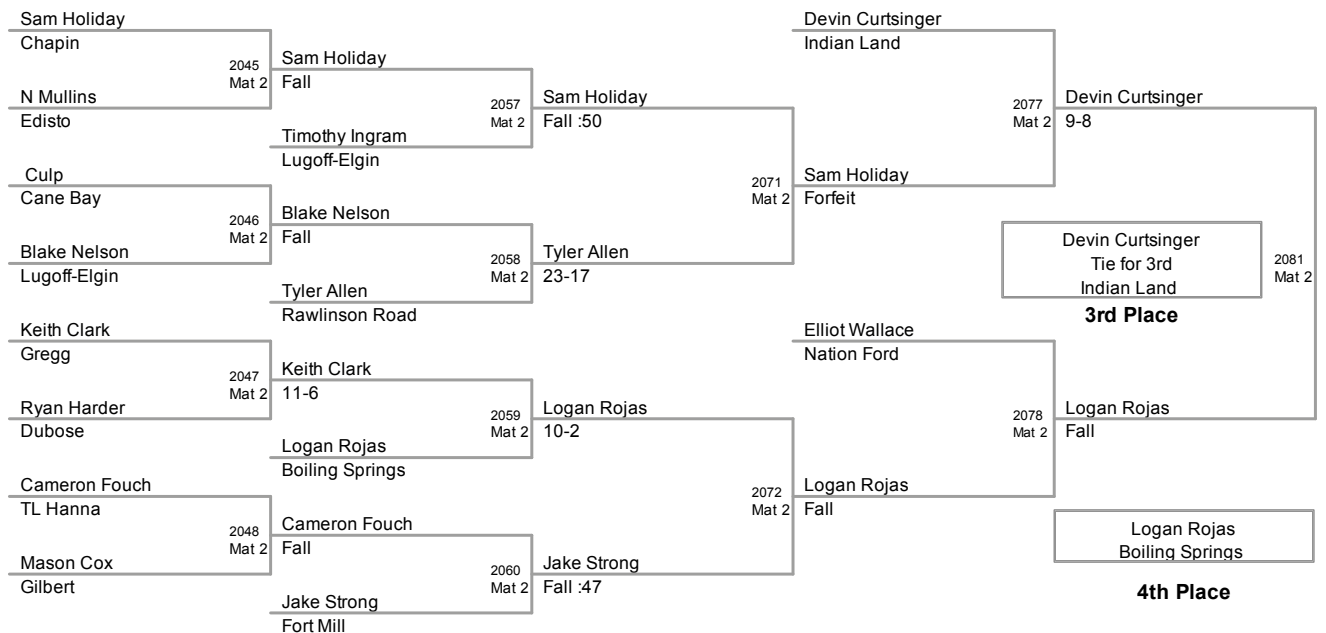 Sam Holiday
Chapin
2045
Mat 2
N Mullins
Edisto
Culp
Cane Bay
2046
Mat 2
Blake Nelson
Lugoff-Elgin
Keith Clark
Gregg
2047
Mat 2
Ryan Harder
Dubose
Cameron Fouch
TL Hanna
2048
Mat 2
Mason Cox
Gilbert
Sam Holiday
Fall
2057
Mat 2
Timothy Ingram
Lugoff-Elgin
Blake Nelson
Fall
2058
Mat 2
Tyler Allen
Rawlinson Road
Keith Clark
11-6
2059
Mat 2
Logan Rojas
Boiling Springs
Cameron Fouch
Fall
2060
Mat 2
Jake Strong
Fort Mill
Sam Holiday
Fall :50
2071
Mat 2
Tyler Allen
23-17
Logan Rojas
10-2
2072
Mat 2
Jake Strong
Fall :47
Devin Curtsinger
Indian Land
2077
Mat 2
Sam Holiday
Forfeit
Elliot Wallace
Nation Ford
2078
Mat 2
Logan Rojas
Fall
Devin Curtsinger
9-8
2081
Mat 2
Logan Rojas
Fall
Devin Curtsinger
Tie for 3rd
Indian Land
3rd Place
Logan Rojas
Boiling Springs
4th Place